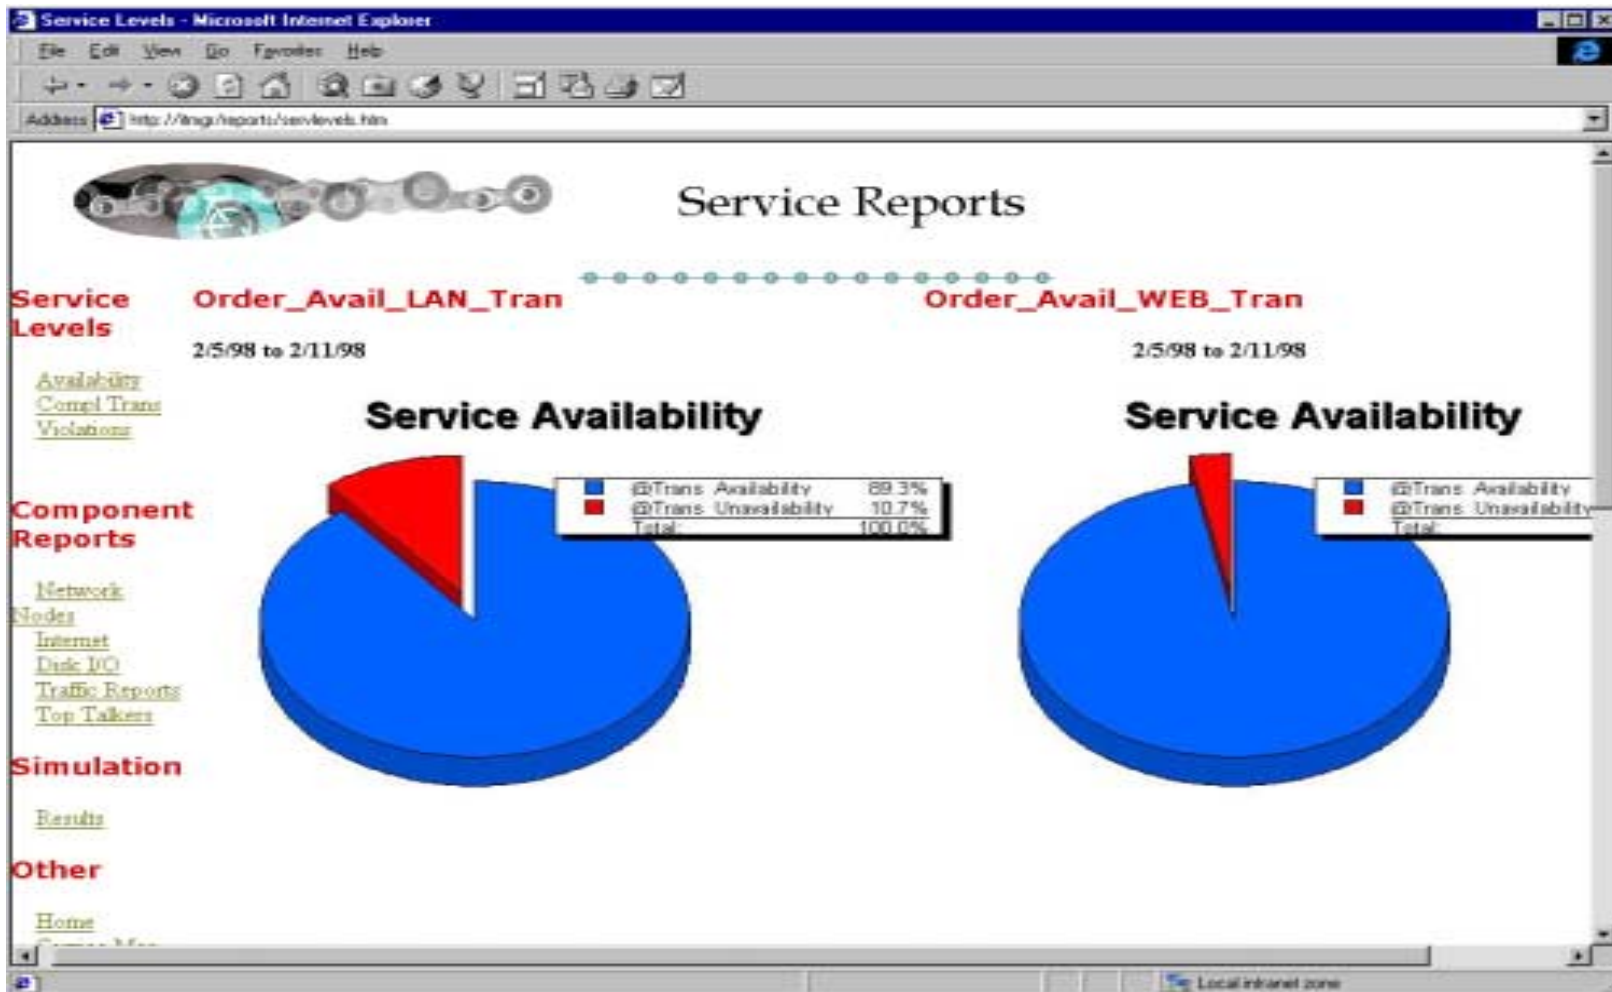 Service Levels - Microsoft Internet Explorer
File Edit View Go Favorites Help
Address
Service Reports
Service Levels
Availability
Compl Trans
Violations
Component Reports
Network
Nodes
Internet
Disk I/O
Traffic Reports
Top Talkers
Simulation
Results
Other
Home
Order_Avail_LAN_Tran
2/5/98 to 2/11/98
Service Availability
@Trans Availability 89.3%
@Trans Unavailability 10.7%
Total: 100.0%
Order_Avail_WEB_Tran
2/5/98 to 2/11/98
Service Availability
@Trans Availability
@Trans Unavailability
Total:
Local intranet zone